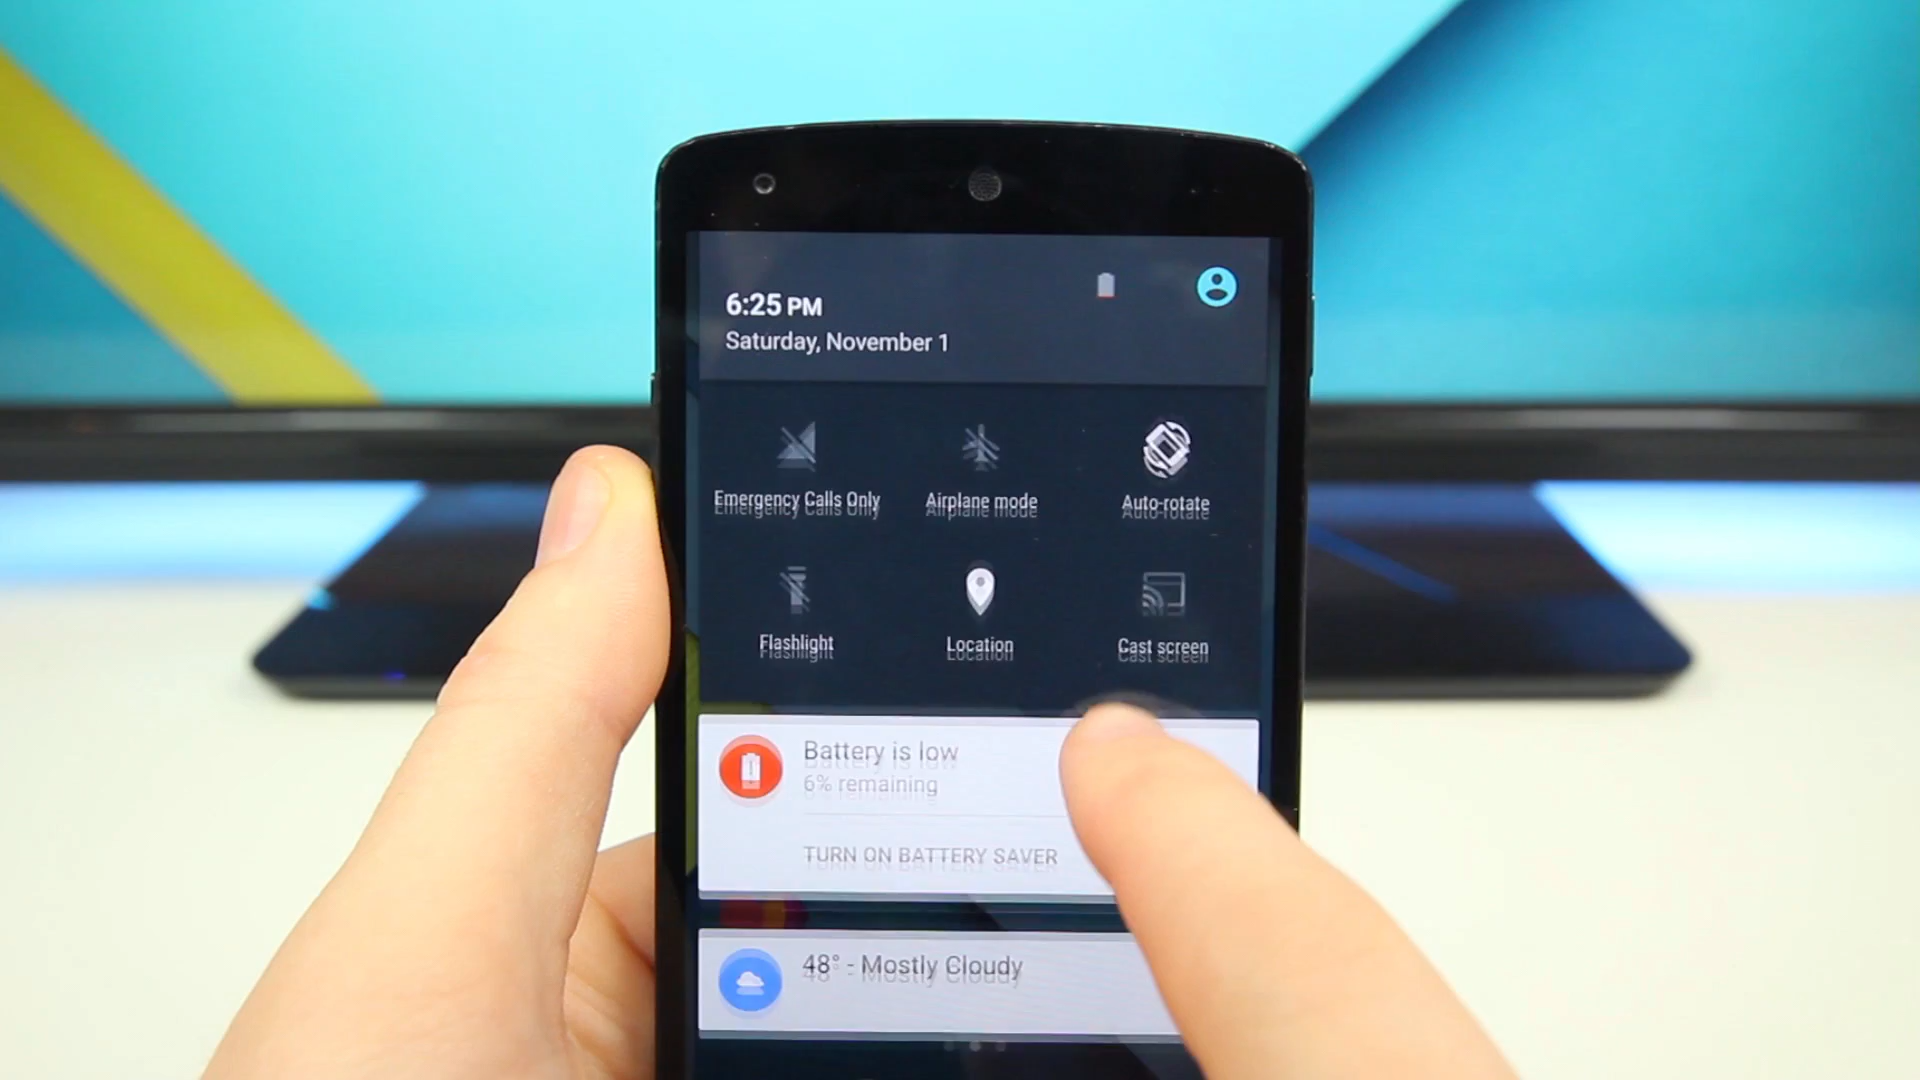 6:25 PM
Saturday, November 1
Emergency Calls Only
Airplane mode
Auto-rotate
Flashlight
Location
Cast screen
Battery is low
6% remaining
TURN ON BATTERY SAVER
48° - Mostly Cloudy